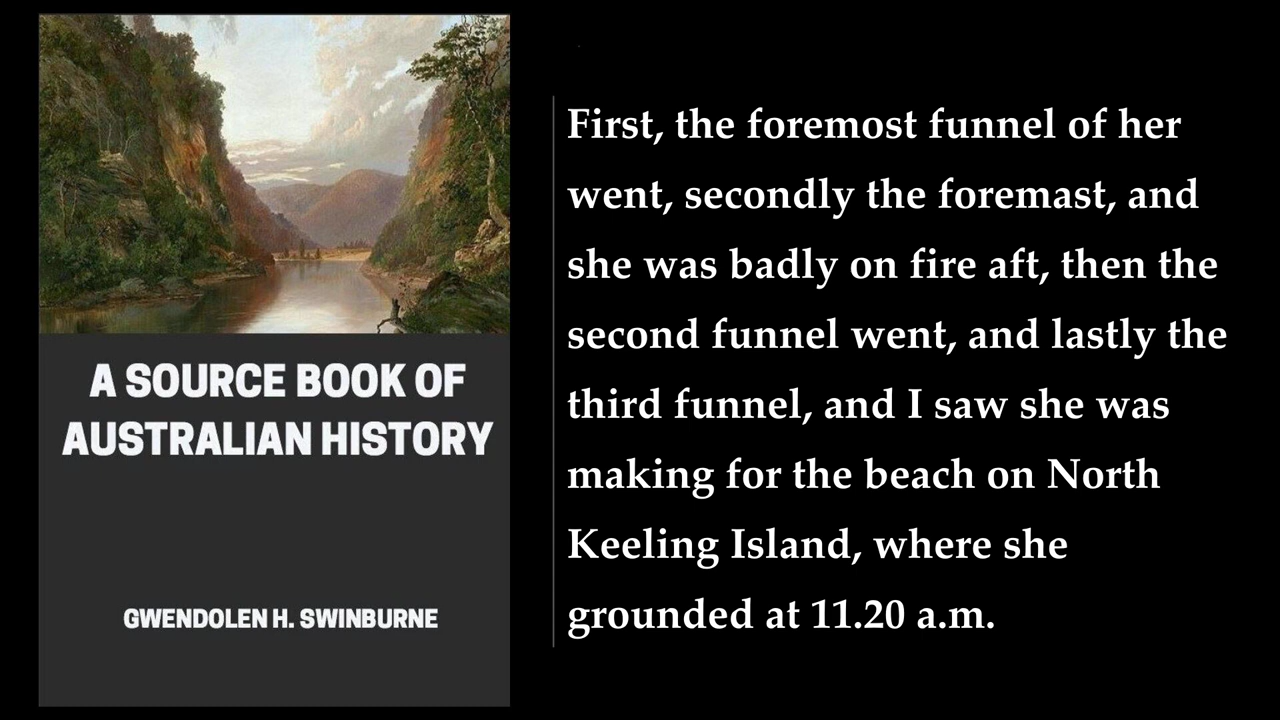 A SOURCE BOOK OF
AUSTRALIAN HISTORY
GWENDOLEN H. SWINBURNE
First, the foremost funnel of her
went, secondly the foremast, and
she was badly on fire aft, then the
second funnel went, and lastly the
third funnel, and I saw she was
making for the beach on North
Keeling Island, where she
grounded at 11.20 a.m.